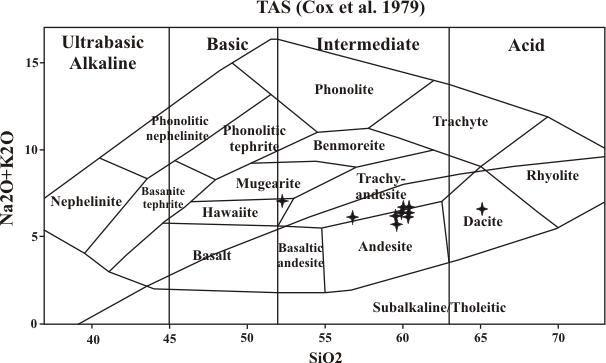 TAS (Cox et al. 1979)
Ultrabasic
Alkaline
Basic
Intermediate
Acid
15
10
5
0
Na2O+K2O
Phonolite
Phonolitic
nephelinite
Phonolitic
tephrite
Trachyte
Benmoreite
Mugearite
Trachy-
andesite
Rhyolite
Nephelinite
Basanite
tephrite
Hawaiite
Dacite
Basalt
Basaltic
andesite
Andesite
Subalkaline/Tholeitic
40
45
50
55
60
65
70
SiO2